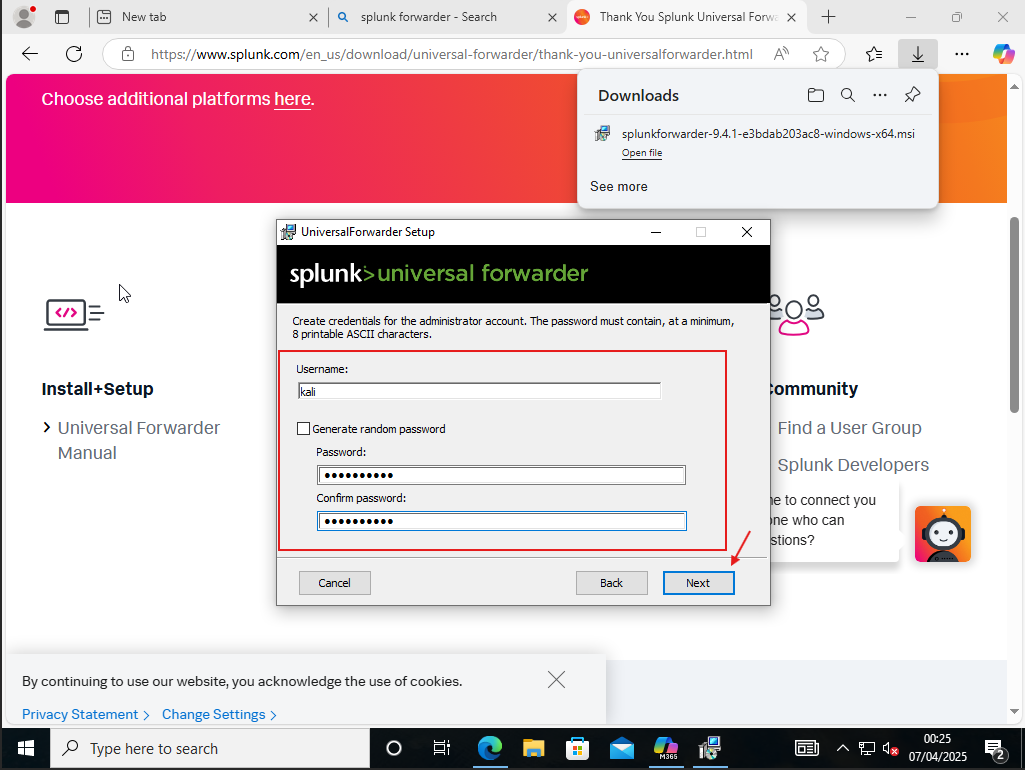 New tab
splunk forwarder - Search
Thank You Splunk Universal Forw
https://www.splunk.com/en_us/download/universal-forwarder/thank-you-universalforwarder.html
Choose additional platforms here.
Downloads
splunkforwarder-9.4.1-e3bdab203ac8-windows-x64.msi
Open file
See more
UniversalForwarder Setup
splunk>universal forwarder
Create credentials for the administrator account. The password must contain, at a minimum,
8 printable ASCII characters.
Username:
kali
Generate random password
Password:
●●●●●●●●●●
Confirm password:
●●●●●●●●●●
Cancel
Back
Next
Install+Setup
Universal Forwarder
Manual
ommunity
Find a User Group
Splunk Developers
me to connect you
one who can
stions?
By continuing to use our website, you acknowledge the use of cookies.
Privacy Statement
Change Settings
Type here to search
M365
00:25
07/04/2025
2